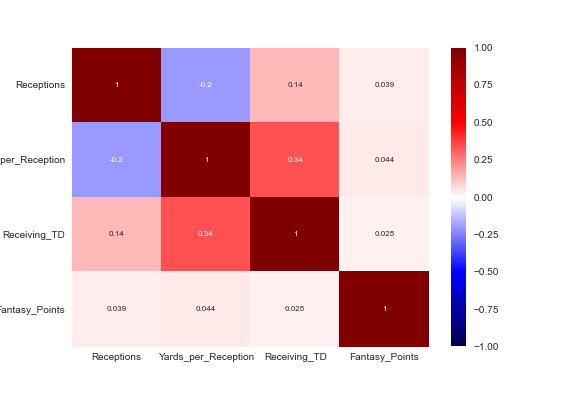 Receptions 1 -0.2 0.14 0.039
per_Reception -0.2 1 0.34 0.044
Receiving_TD 0.14 0.34 1 0.025
Fantasy_Points 0.039 0.044 0.025 1
Receptions Yards_per_Reception Receiving_TD Fantasy_Points
1.00
0.75
0.50
0.25
0.00
−0.25
−0.50
−0.75
−1.00